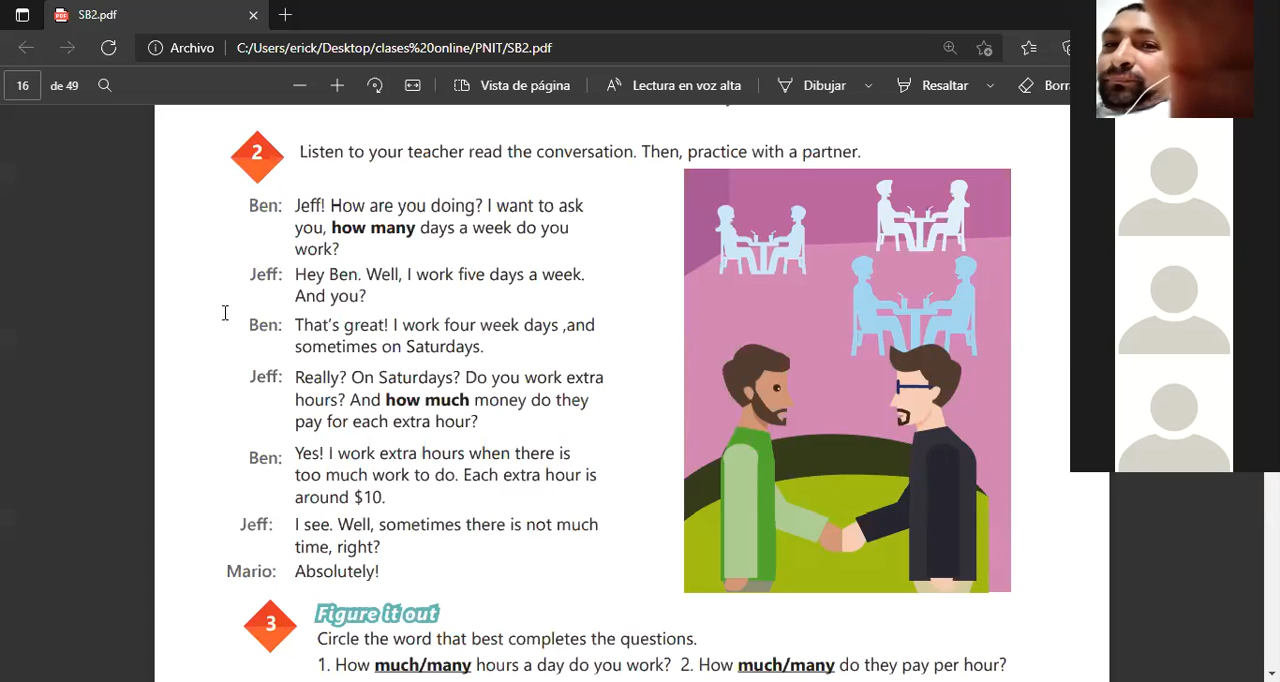 SB2.pdf
Archivo C:/Users/erick/Desktop/clases%20online/PNIT/SB2.pdf
16 de 49 Vista de página Lectura en voz alta Dibujar Resaltar
2 Listen to your teacher read the conversation. Then, practice with a partner.
Ben: Jeff! How are you doing? I want to ask
you, how many days a week do you
work?
Jeff: Hey Ben. Well, I work five days a week.
And you?
Ben: That's great! I work four week days ,and
sometimes on Saturdays.
Jeff: Really? On Saturdays? Do you work extra
hours? And how much money do they
pay for each extra hour?
Ben: Yes! I work extra hours when there is
too much work to do. Each extra hour is
around $10.
Jeff: I see. Well, sometimes there is not much
time, right?
Mario: Absolutely!
3 Figure it out
Circle the word that best completes the questions.
1. How much/many hours a day do you work? 2. How much/many do they pay per hour?